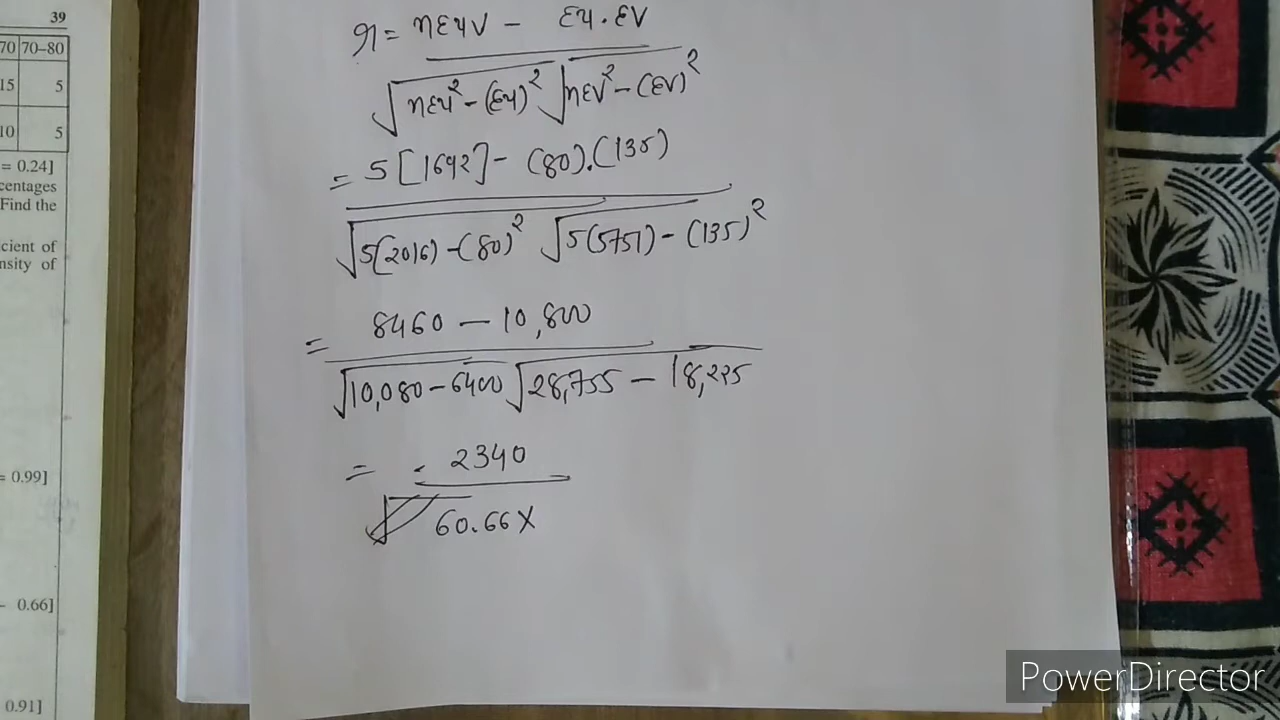 39
70 70–80
15 5
10 5
= 0.24]
centages
Find the
cient of
nsity of
= 0.99]
– 0.66]
0.91]
r = nΣuv - Σu.Σv
√nΣu² - (Σu)² √nΣv² - (Σv)²
= 5[1692] - (80).(135)
√5(2016) - (80)² √5(5751) - (135)²
= 8460 - 10,800
√10,080 - 6400 √28,755 - 18,225
= - 2340
60.66 X
PowerDirector